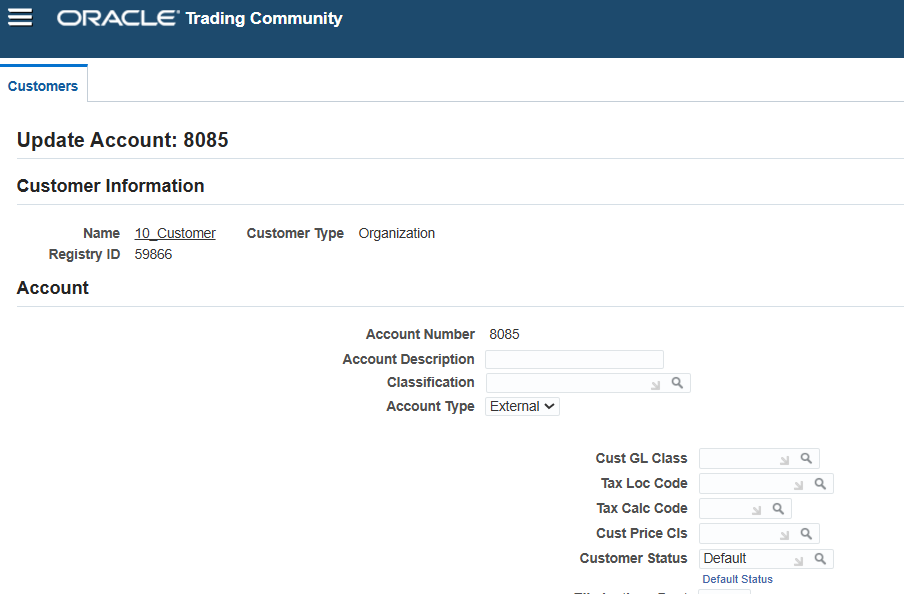 ORACLE® Trading Community
Customers
Update Account: 8085
Customer Information
Name 10_Customer Customer Type Organization
Registry ID 59866
Account
Account Number 8085
Account Description
Classification
Account Type External
Cust GL Class
Tax Loc Code
Tax Calc Code
Cust Price Cls
Customer Status Default
Default Status